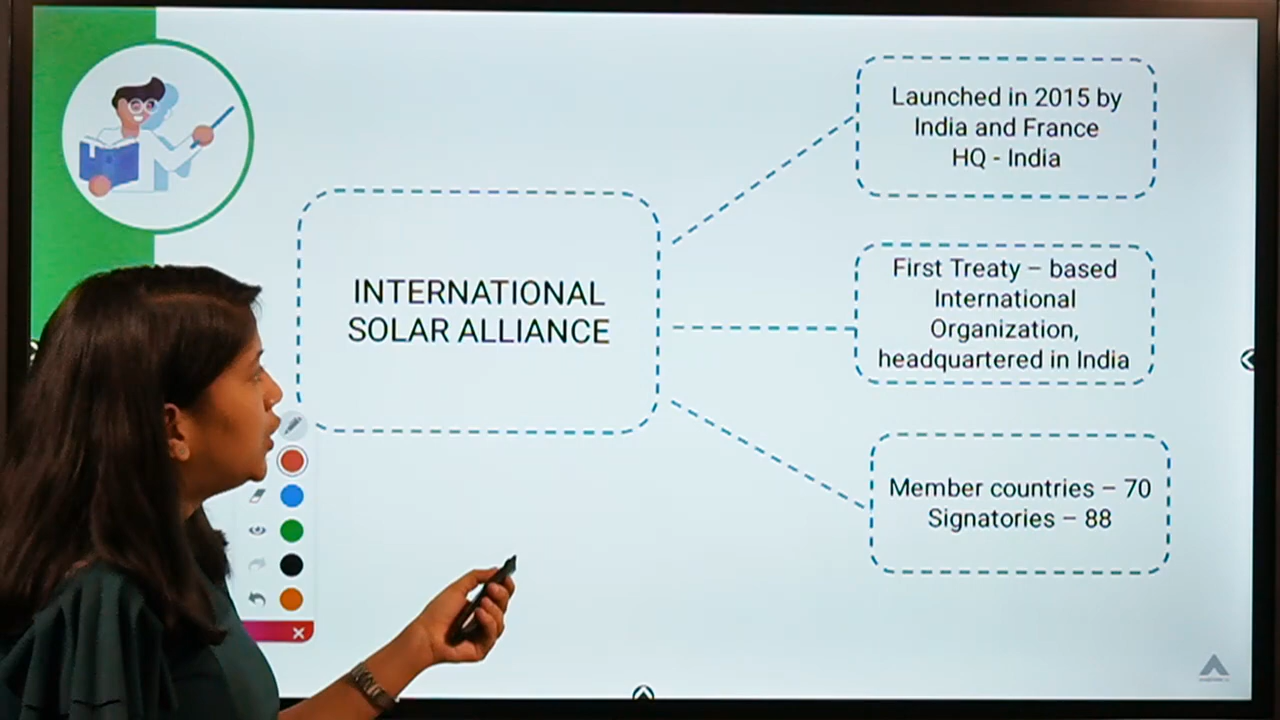 INTERNATIONAL
SOLAR ALLIANCE
Launched in 2015 by
India and France
HQ - India
First Treaty – based
International
Organization,
headquartered in India
Member countries – 70
Signatories – 88